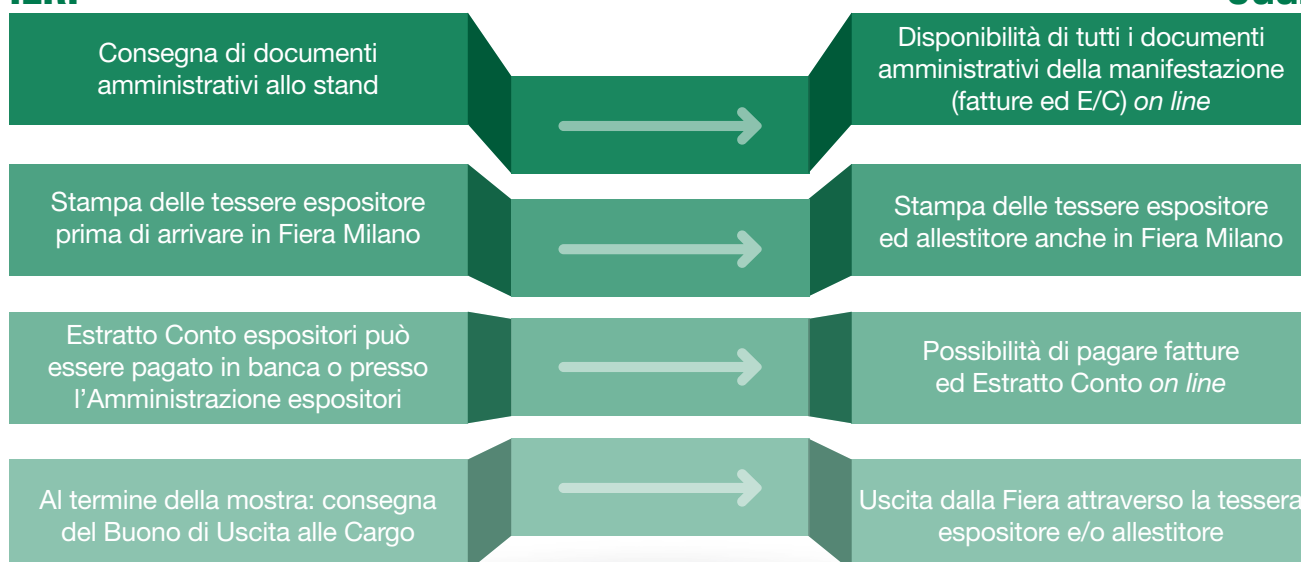 IERI
Consegna di documenti
amministrativi allo stand
Disponibilità di tutti i documenti
amministrativi della manifestazione
(fatture ed E/C) on line
Stampa delle tessere espositore
prima di arrivare in Fiera Milano
Stampa delle tessere espositore
ed allestitore anche in Fiera Milano
Estratto Conto espositori può
essere pagato in banca o presso
l'Amministrazione espositori
Possibilità di pagare fatture
ed Estratto Conto on line
Al termine della mostra: consegna
del Buono di Uscita alle Cargo
Uscita dalla Fiera attraverso la tessera
espositore e/o allestitore